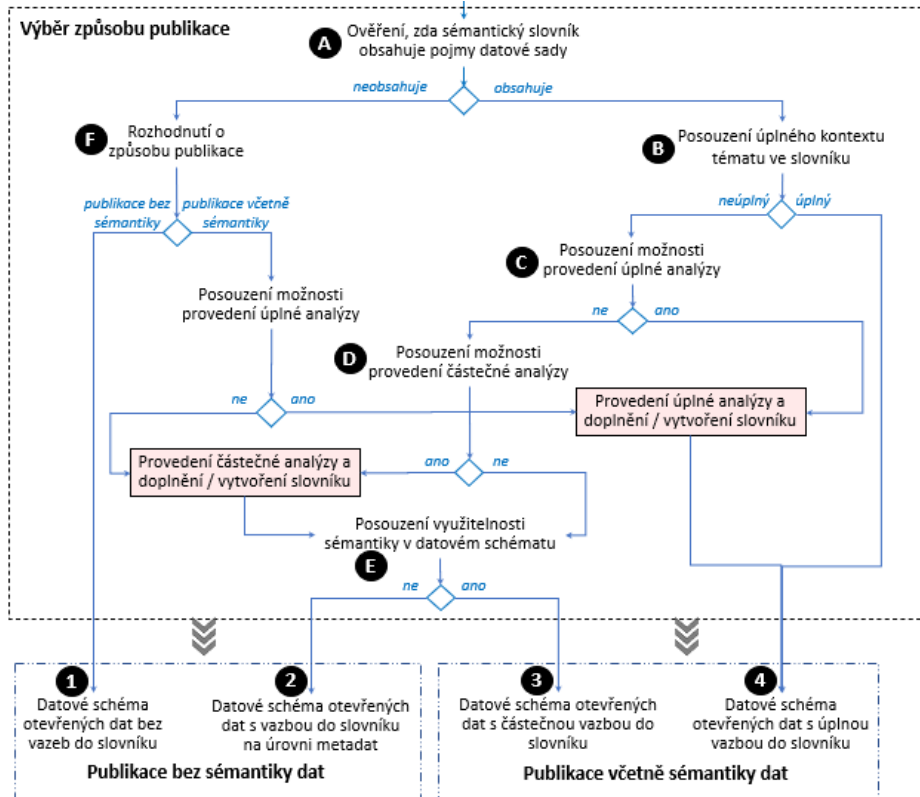 Výběr způsobu publikace
A
Ověření, zda sémantický slovník
obsahuje pojmy datové sady
neobsahuje
obsahuje
F
Rozhodnutí o
způsobu publikace
B
Posouzení úplného kontextu
tématu ve slovníku
publikace bez
sémantiky
publikace včetně
sémantiky
neúplný
úplný
C
Posouzení možnosti
provedení úplné analýzy
Posouzení možnosti
provedení úplné analýzy
ne
ano
D
Posouzení možnosti
provedení částečné analýzy
ne
ano
Provedení úplné analýzy a
doplnění / vytvoření slovníku
Provedení částečné analýzy a
doplnění / vytvoření slovníku
ano
ne
Posouzení využitelnosti
sémantiky v datovém schématu
E
ne
ano
1
Datové schéma
otevřených dat bez
vazeb do slovníku
2
Datové schéma otevřených
dat s vazbou do slovníku
na úrovni metadat
3
Datové schéma otevřených
dat s částečnou vazbou do
slovníku
4
Datové schéma
otevřených dat s úplnou
vazbou do slovníku
Publikace bez sémantiky dat
Publikace včetně sémantiky dat